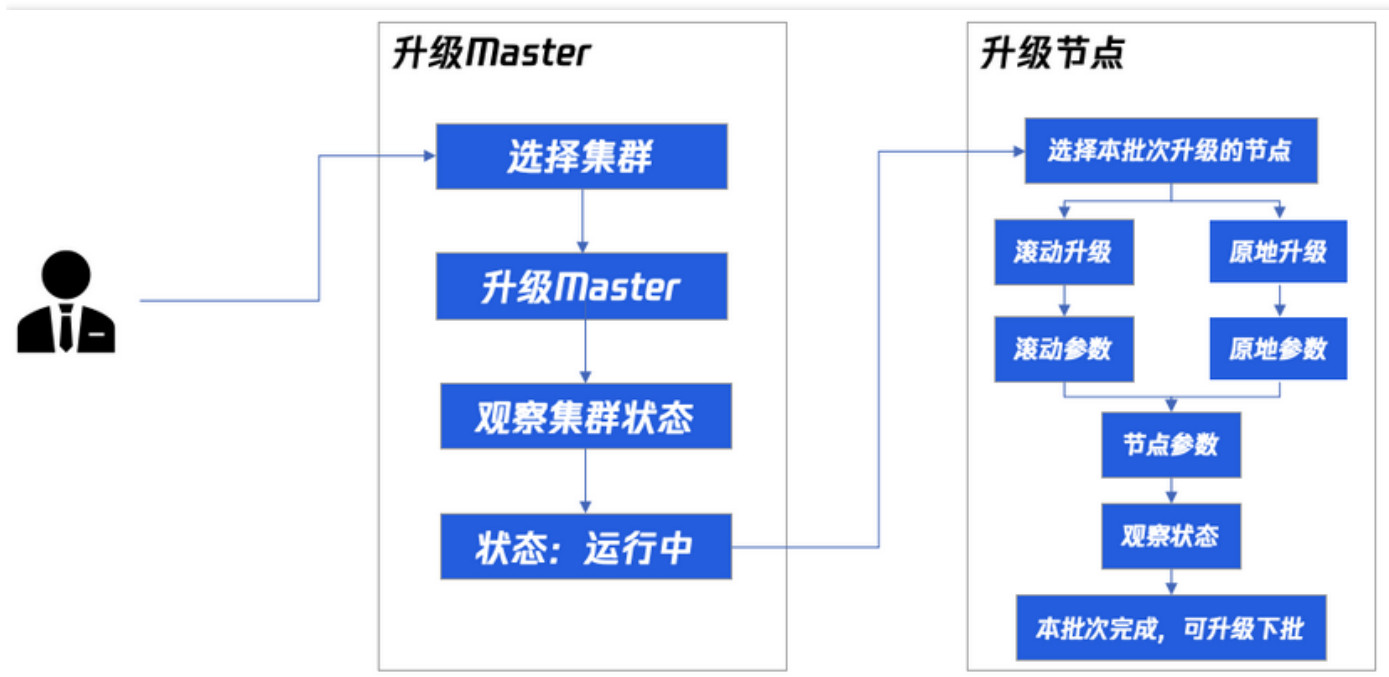 升级Master
选择集群
升级Master
观察集群状态
状态：运行中
升级节点
选择本批次升级的节点
滚动升级
原地升级
滚动参数
原地参数
节点参数
观察状态
本批次完成，可升级下批